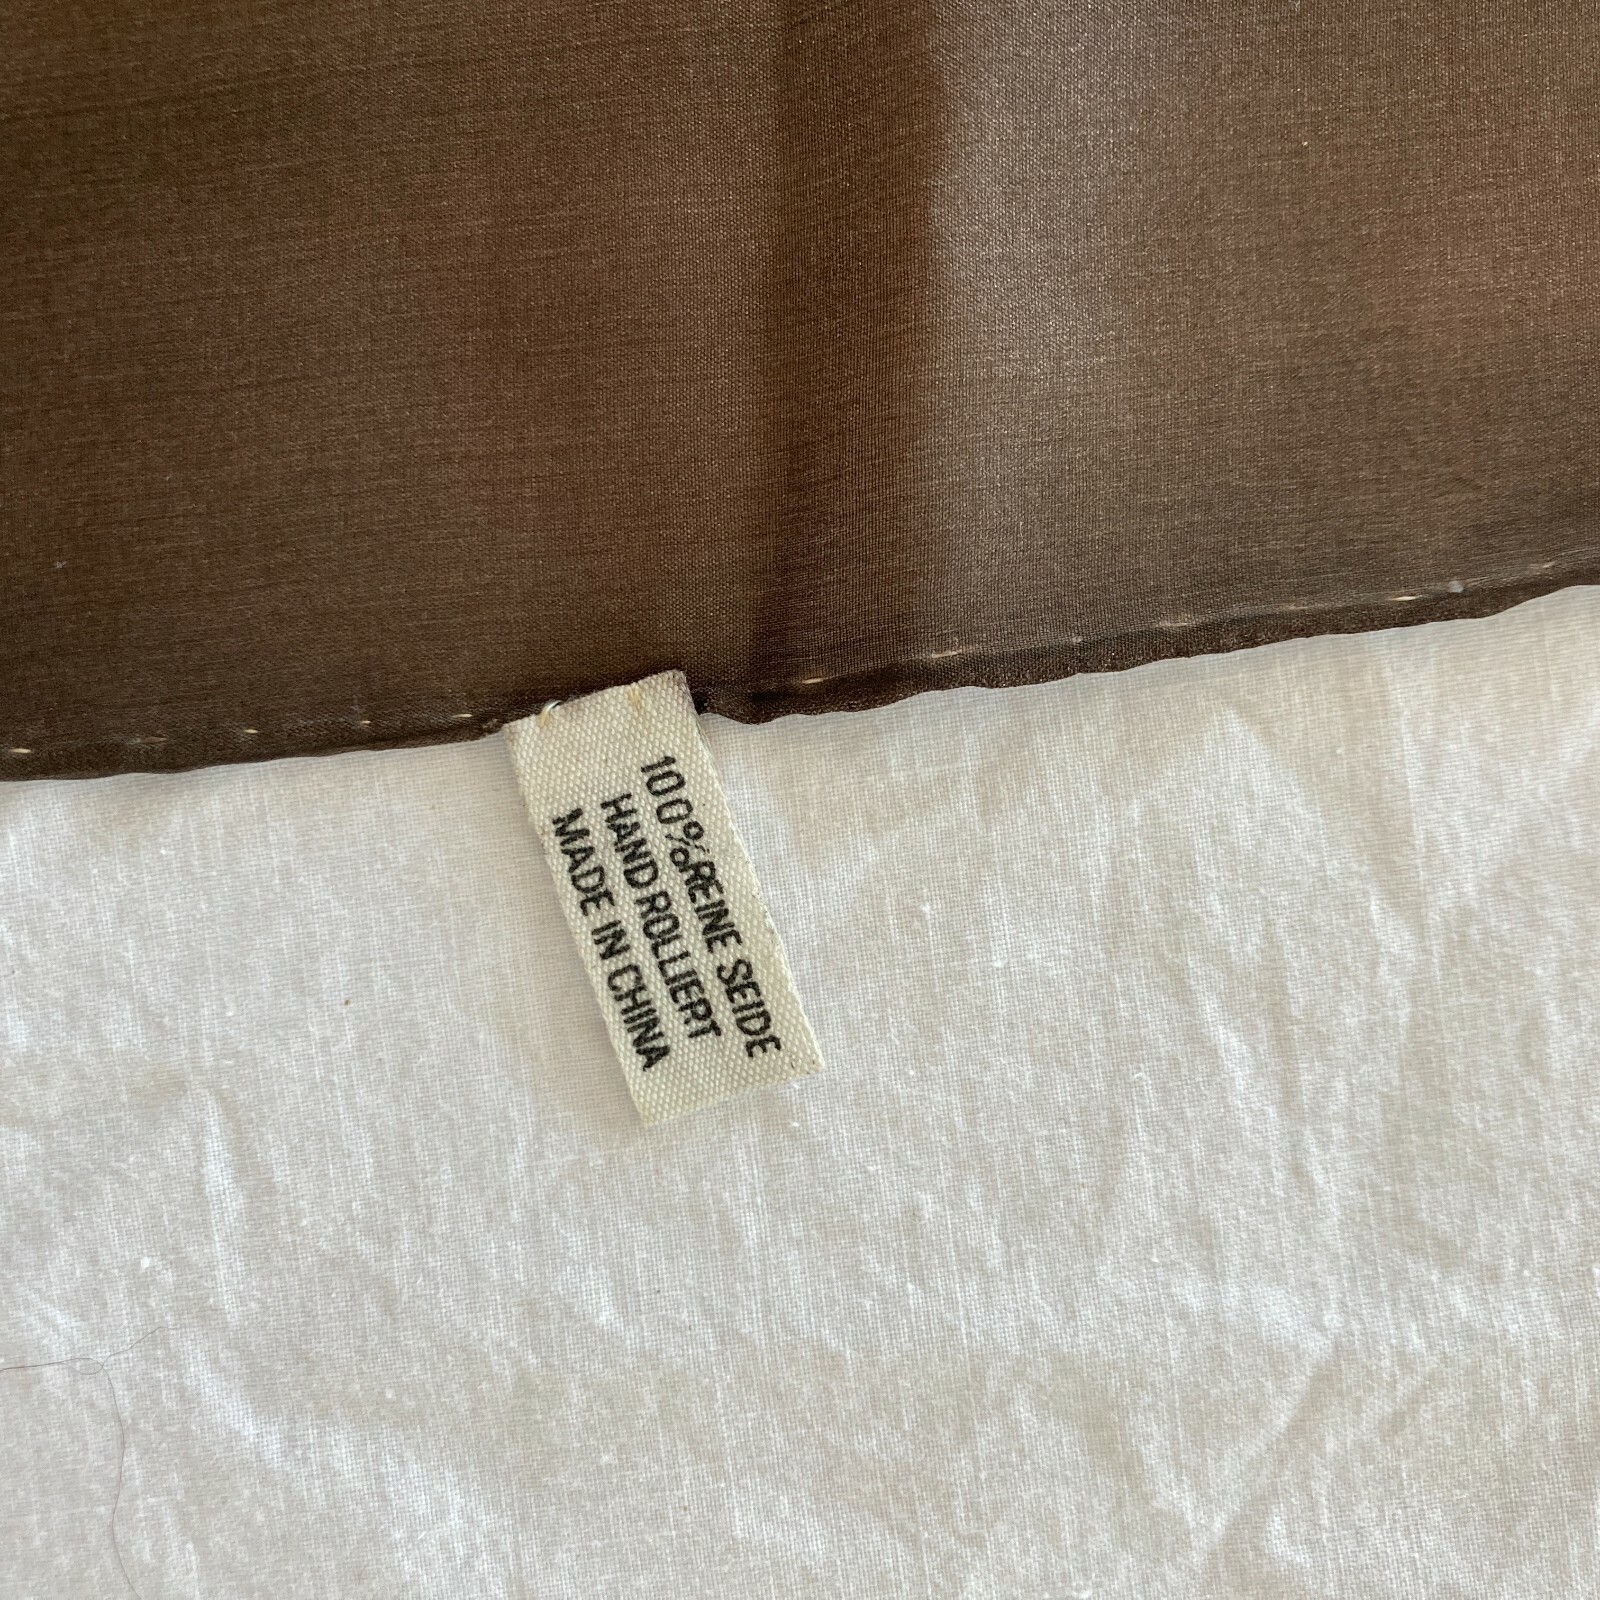 100% REINE SEIDE
HAND ROLLIERT
MADE IN CHINA